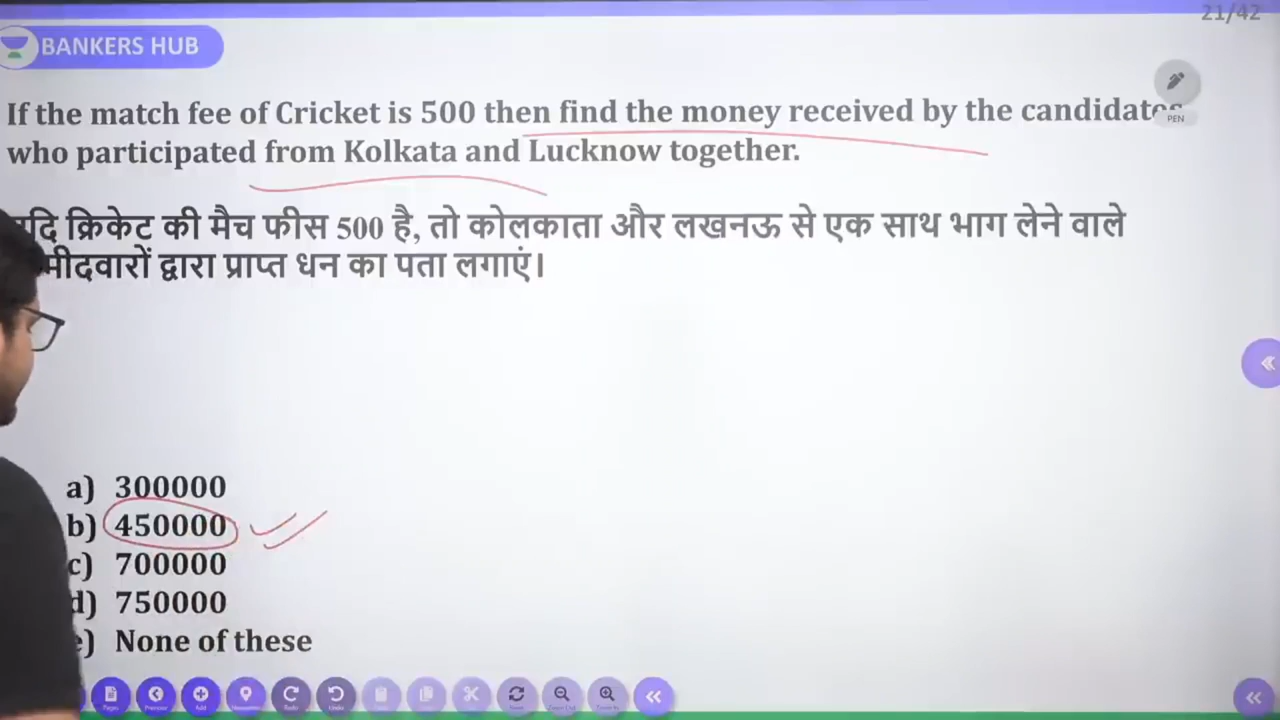 21/42
BANKERS HUB
If the match fee of Cricket is 500 then find the money received by the candidates
PEN
who participated from Kolkata and Lucknow together.
क्रिकेट की मैच फीस 500 है, तो कोलकाता और लखनऊ से एक साथ भाग लेने वाले
द्वारा प्राप्त धन का पता लगाएं।
a) 300000
b) 450000
c) 700000
d) 750000
e) None of these